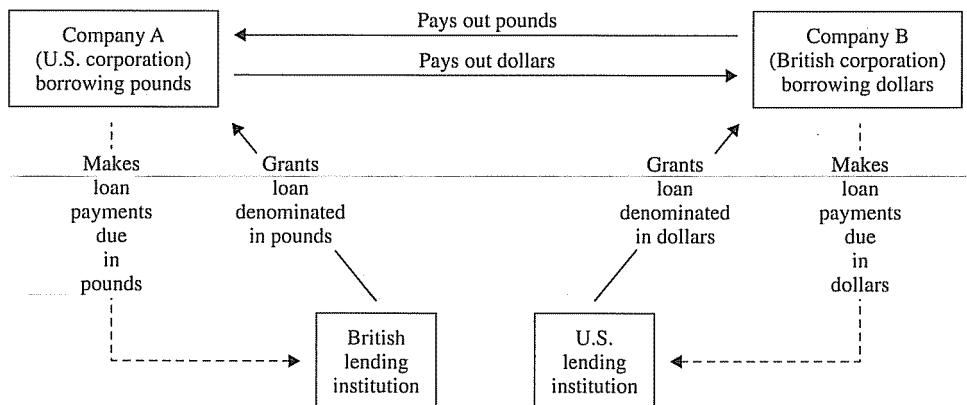 Company A
(U.S. corporation)
borrowing pounds
Pays out pounds
Pays out dollars
Company B
(British corporation)
borrowing dollars
Makes
loan
payments
due
in
pounds
Grants
loan
denominated
in pounds
Grants
loan
denominated
in dollars
Makes
loan
payments
due
in
dollars
British
lending
institution
U.S.
lending
institution